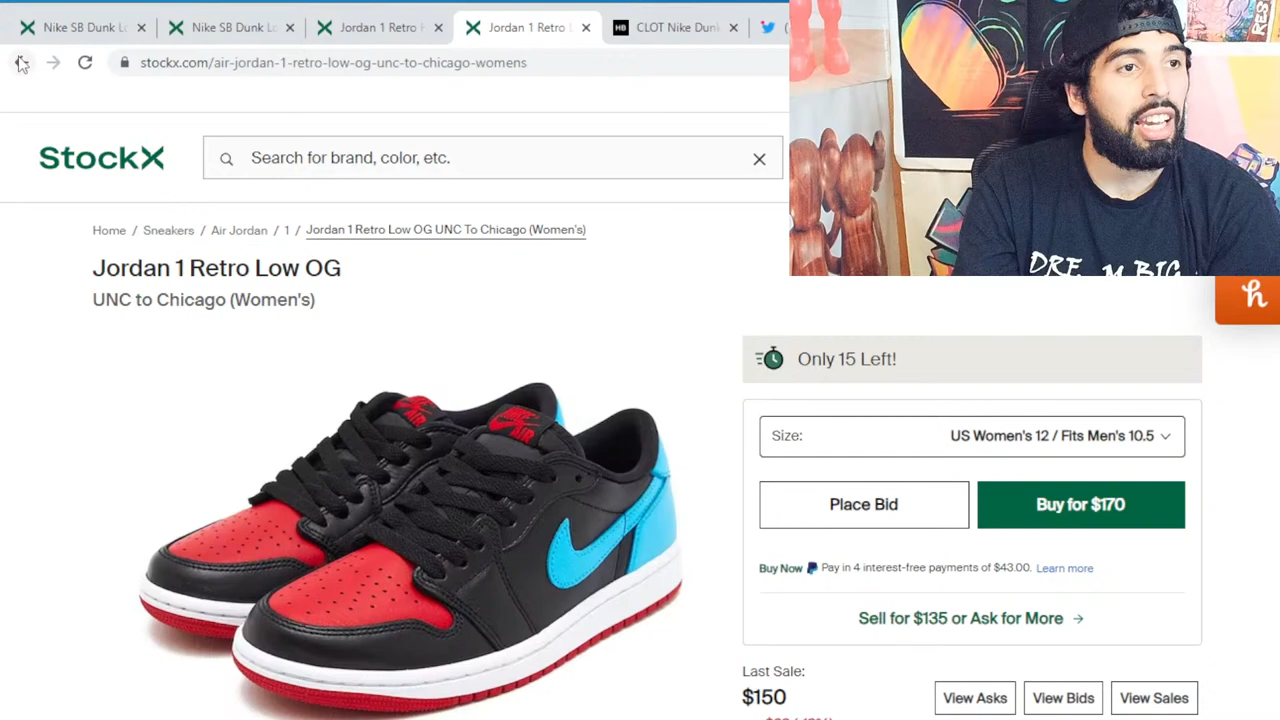 Nike SB Dunk Lo
Nike SB Dunk Lo
Jordan 1 Retro
Jordan 1 Retro
HB CLOT Nike Dunk
stockx.com/air-jordan-1-retro-low-og-unc-to-chicago-womens
StockX
Search for brand, color, etc.
DRE M BIG
h
Home / Sneakers / Air Jordan / 1 / Jordan 1 Retro Low OG UNC To Chicago (Women's)
Jordan 1 Retro Low OG
UNC to Chicago (Women's)
Only 15 Left!
Size: US Women's 12 / Fits Men's 10.5
Place Bid
Buy for $170
Buy Now Pay in 4 interest-free payments of $43.00. Learn more
Sell for $135 or Ask for More
Last Sale:
$150
View Asks
View Bids
View Sales